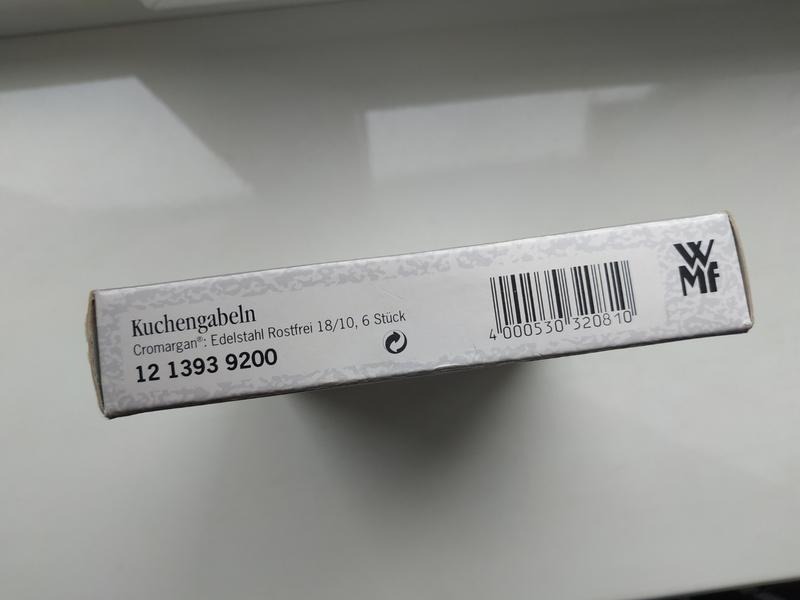 Kuchengabeln
Cromargan®: Edelstahl Rostfrei 18/10, 6 Stück
12 1393 9200
4 000530 320810
WMF